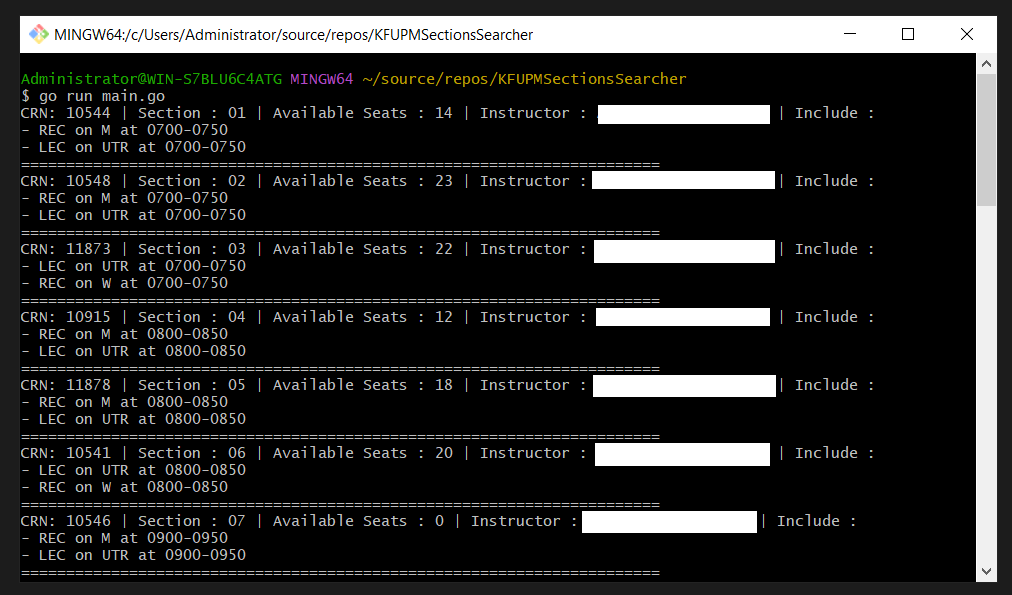 MINGW64:/c/Users/Administrator/source/repos/KFUPMSectionsSearcher
Administrator@WIN-S7BLU6C4ATG MINGW64 ~/source/repos/KFUPMSectionsSearcher
$ go run main.go
CRN: 10544 | Section : 01 | Available Seats : 14 | Instructor : | Include :
- REC on M at 0700-0750
- LEC on UTR at 0700-0750
=======================================================================
CRN: 10548 | Section : 02 | Available Seats : 23 | Instructor : | Include :
- REC on M at 0700-0750
- LEC on UTR at 0700-0750
=======================================================================
CRN: 11873 | Section : 03 | Available Seats : 22 | Instructor : | Include :
- LEC on UTR at 0700-0750
- REC on W at 0700-0750
=======================================================================
CRN: 10915 | Section : 04 | Available Seats : 12 | Instructor : | Include :
- REC on M at 0800-0850
- LEC on UTR at 0800-0850
=======================================================================
CRN: 11878 | Section : 05 | Available Seats : 18 | Instructor : | Include :
- REC on M at 0800-0850
- LEC on UTR at 0800-0850
=======================================================================
CRN: 10541 | Section : 06 | Available Seats : 20 | Instructor : | Include :
- LEC on UTR at 0800-0850
- REC on W at 0800-0850
=======================================================================
CRN: 10546 | Section : 07 | Available Seats : 0 | Instructor : | Include :
- REC on M at 0900-0950
- LEC on UTR at 0900-0950
=======================================================================